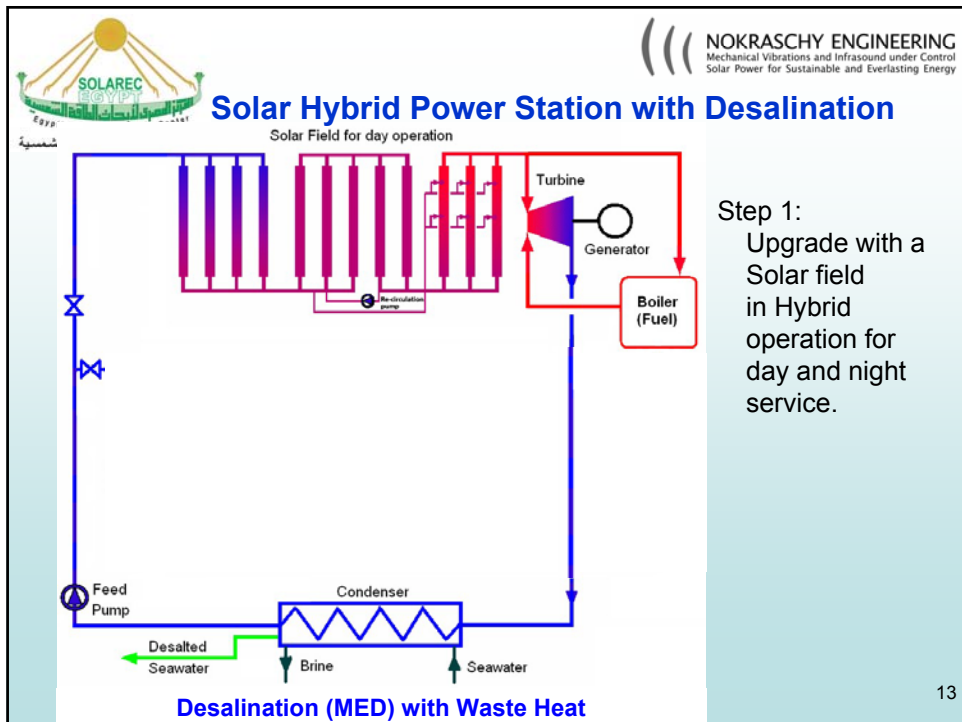 NOKRASCHY ENGINEERING
Mechanical Vibrations and Infrasound under Control
Solar Power for Sustainable and Everlasting Energy
SOLAREC
EGYPT
Solar Hybrid Power Station with Desalination
Solar Field for day operation
Turbine
Generator
Re-circulation
pump
Boiler
(Fuel)
Step 1:
Upgrade with a
Solar field
in Hybrid
operation for
day and night
service.
Feed
Pump
Condenser
Desalted
Seawater
Brine
Seawater
Desalination (MED) with Waste Heat
13